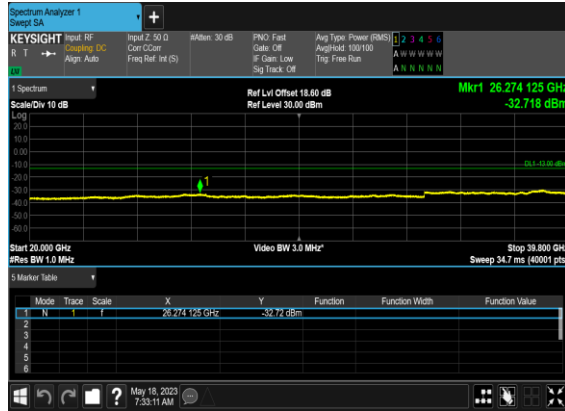 Spectrum Analyzer 1
Swept SA
+
KEYSIGHT Input: RF Input Z: 50 Ω #Atten: 30 dB PNO: Fast Avg Type: Power (RMS) 1 2 3 4 5 6
R T Coupling: DC Corr CCorr Gate: Off Avg|Hold: 100/100 A W W W W W
Align: Auto Freq Ref: Int (S) IF Gain: Low Trig: Free Run
Sig Track: Off A N N N N N
LW
1 Spectrum
Scale/Div 10 dB
Ref Lvl Offset 18.60 dB
Ref Level 30.00 dBm
Mkr1 26.274 125 GHz
-32.718 dBm
Log
20.0
10.0
0.00
-10.0
DL1 -13.00 dBm
-20.0
1
-30.0
-40.0
-50.0
-60.0
Start 20.000 GHz Video BW 3.0 MHz* Stop 39.800 GHz
#Res BW 1.0 MHz Sweep 34.7 ms (40001 pts)
5 Marker Table
Mode Trace Scale X Y Function Function Width Function Value
1 N 1 f 26.274 125 GHz -32.72 dBm
2
3
4
5
6
?
May 18, 2023
7:33:11 AM